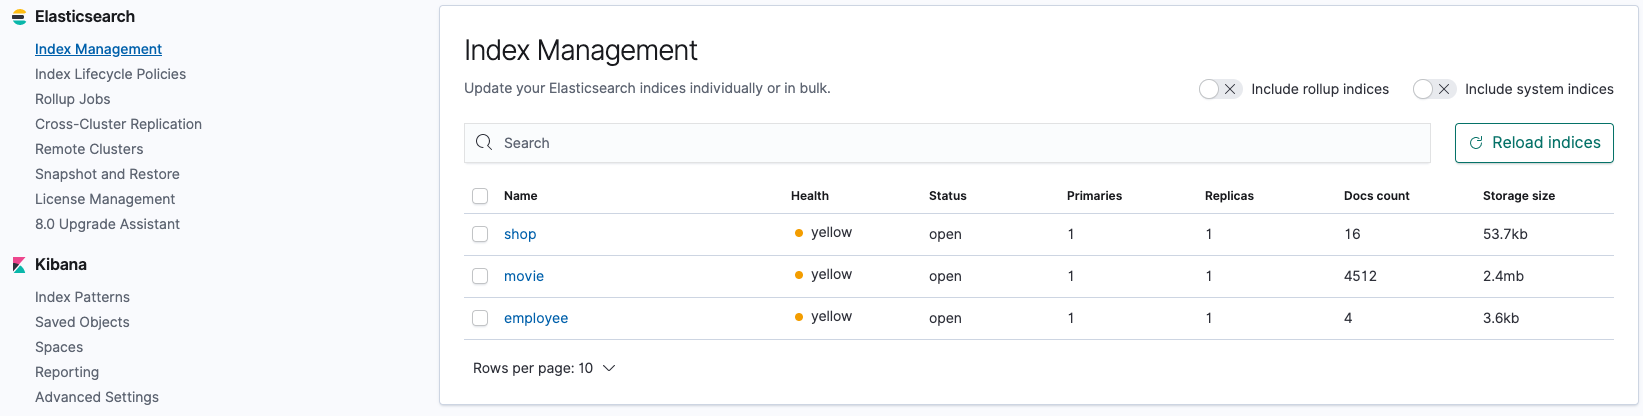 Elasticsearch
Index Management
Index Lifecycle Policies
Rollup Jobs
Cross-Cluster Replication
Remote Clusters
Snapshot and Restore
License Management
8.0 Upgrade Assistant
Kibana
Index Patterns
Saved Objects
Spaces
Reporting
Advanced Settings
Index Management
Update your Elasticsearch indices individually or in bulk.
Include rollup indices Include system indices
Search Reload indices
Name Health Status Primaries Replicas Docs count Storage size
shop yellow open 1 1 16 53.7kb
movie yellow open 1 1 4512 2.4mb
employee yellow open 1 1 4 3.6kb
Rows per page: 10